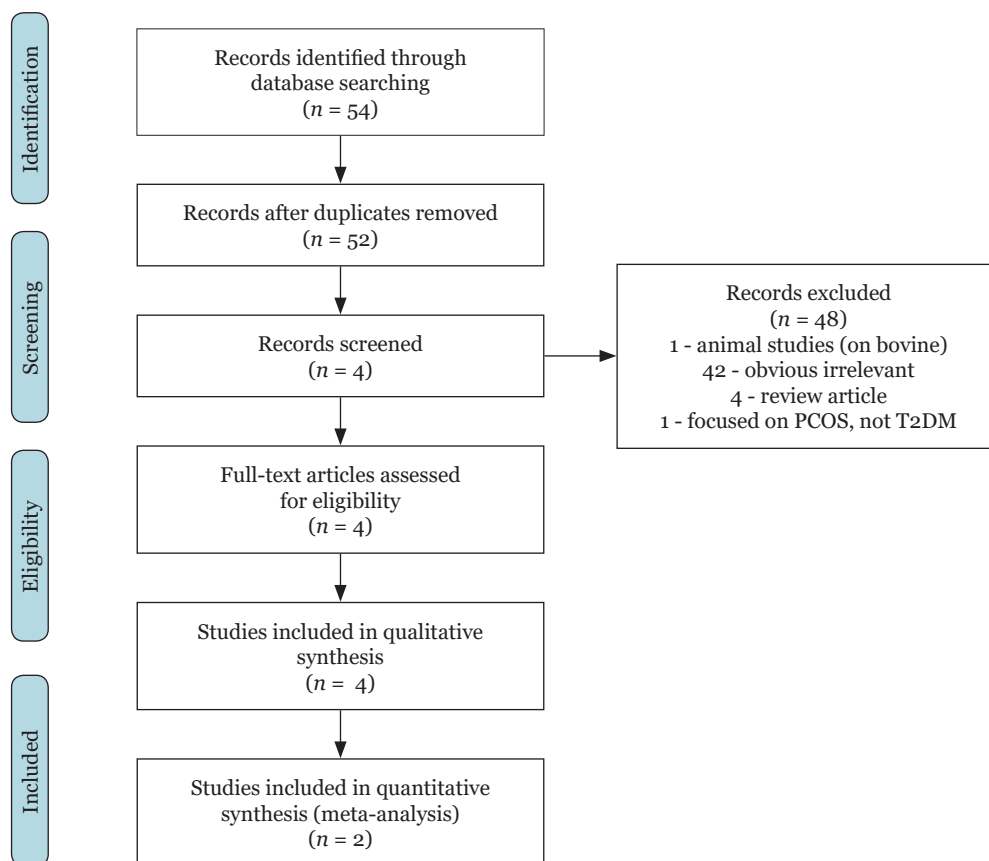 Identification
Records identified through
database searching
(n = 54)
Records after duplicates removed
(n = 52)
Screening
Records screened
(n = 4)
Records excluded
(n = 48)
1 - animal studies (on bovine)
42 - obvious irrelevant
4 - review article
1 - focused on PCOS, not T2DM
Eligibility
Full-text articles assessed
for eligibility
(n = 4)
Studies included in qualitative
synthesis
(n = 4)
Included
Studies included in quantitative
synthesis (meta-analysis)
(n = 2)